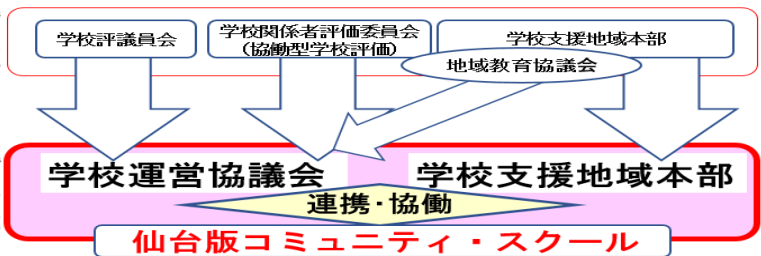 学校評議員会
学校関係者評価委員会
(協働型学校評価)
学校支援地域本部
地域教育協議会
学校運営協議会
学校支援地域本部
連携・協働
仙台版コミュニティ・スクール